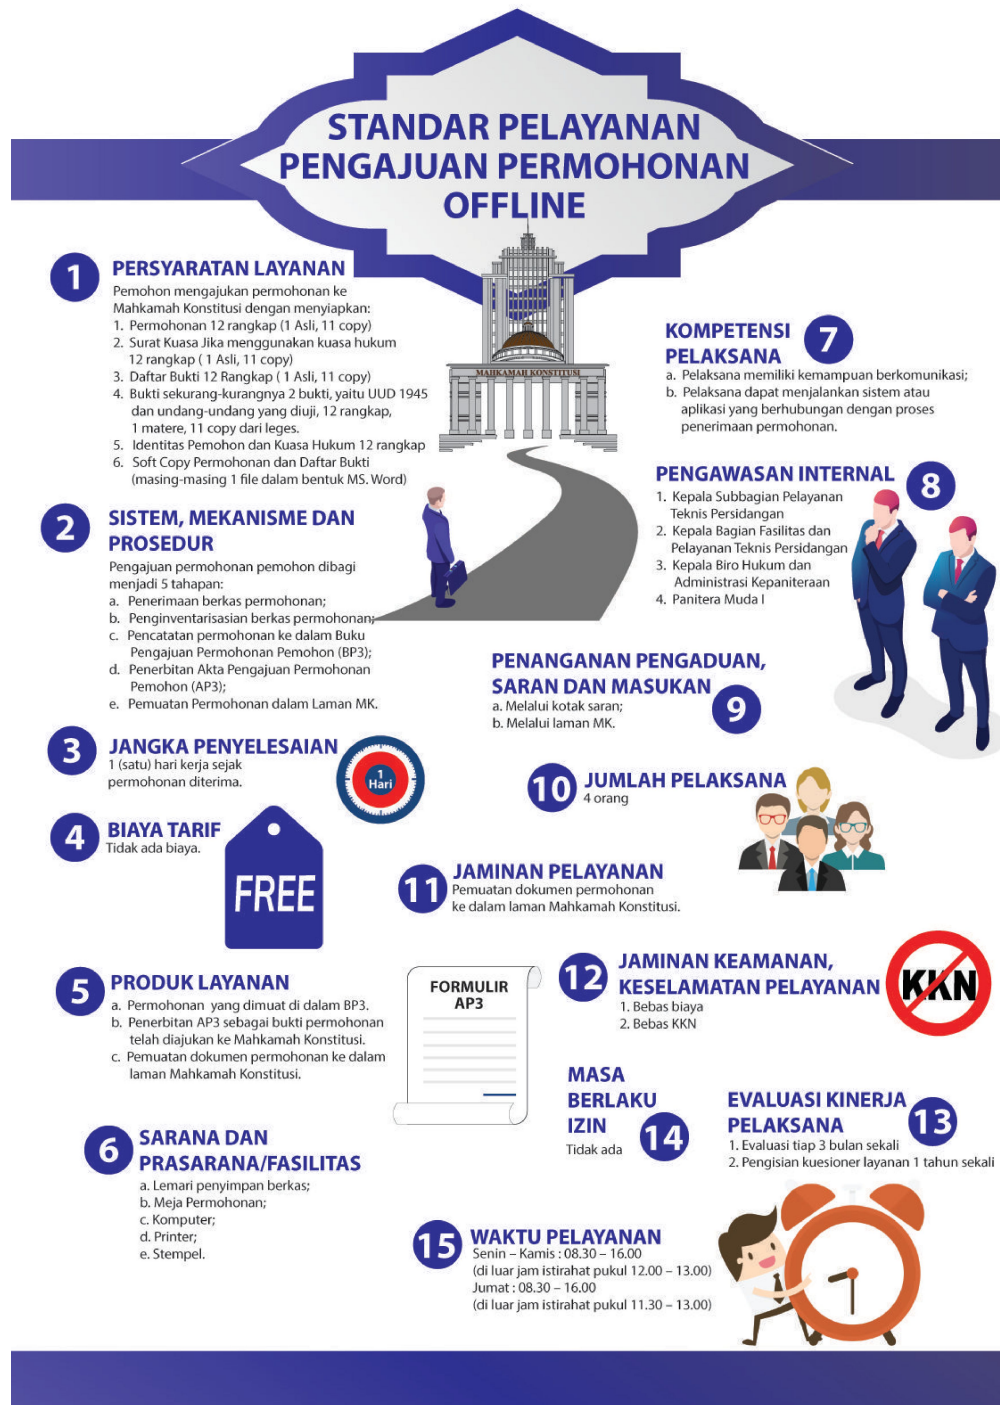 STANDAR PELAYANAN
PENGAJUAN PERMOHONAN
OFFLINE
MAHKAMAH KONSTITUSI
1
PERSYARATAN LAYANAN
Pemohon mengajukan permohonan ke
Mahkamah Konstitusi dengan menyiapkan:
1. Permohonan 12 rangkap (1 Asli, 11 copy)
2. Surat Kuasa Jika menggunakan kuasa hukum
12 rangkap ( 1 Asli, 11 copy)
3. Daftar Bukti 12 Rangkap ( 1 Asli, 11 copy)
4. Bukti sekurang-kurangnya 2 bukti, yaitu UUD 1945
dan undang-undang yang diuji, 12 rangkap,
1 matere, 11 copy dari leges.
5. Identitas Pemohon dan Kuasa Hukum 12 rangkap
6. Soft Copy Permohonan dan Daftar Bukti
(masing-masing 1 file dalam bentuk MS. Word)
2
SISTEM, MEKANISME DAN
PROSEDUR
Pengajuan permohonan pemohon dibagi
menjadi 5 tahapan:
a. Penerimaan berkas permohonan;
b. Penginventarisasian berkas permohonan;
c. Pencatatan permohonan ke dalam Buku
Pengajuan Permohonan Pemohon (BP3);
d. Penerbitan Akta Pengajuan Permohonan
Pemohon (AP3);
e. Pemuatan Permohonan dalam Laman MK.
3
JANGKA PENYELESAIAN
1 (satu) hari kerja sejak
permohonan diterima.
1
Hari
4
BIAYA TARIF
Tidak ada biaya.
FREE
5
PRODUK LAYANAN
a. Permohonan yang dimuat di dalam BP3.
b. Penerbitan AP3 sebagai bukti permohonan
telah diajukan ke Mahkamah Konstitusi.
c. Pemuatan dokumen permohonan ke dalam
laman Mahkamah Konstitusi.
FORMULIR
AP3
6
SARANA DAN
PRASARANA/FASILITAS
a. Lemari penyimpan berkas;
b. Meja Permohonan;
c. Komputer;
d. Printer;
e. Stempel.
KOMPETENSI
PELAKSANA
7
a. Pelaksana memiliki kemampuan berkomunikasi;
b. Pelaksana dapat menjalankan sistem atau
aplikasi yang berhubungan dengan proses
penerimaan permohonan.
PENGAWASAN INTERNAL
8
1. Kepala Subbagian Pelayanan
Teknis Persidangan
2. Kepala Bagian Fasilitas dan
Pelayanan Teknis Persidangan
3. Kepala Biro Hukum dan
Administrasi Kepaniteraan
4. Panitera Muda I
PENANGANAN PENGADUAN,
SARAN DAN MASUKAN
9
a. Melalui kotak saran;
b. Melalui laman MK.
10
JUMLAH PELAKSANA
4 orang
11
JAMINAN PELAYANAN
Pemuatan dokumen permohonan
ke dalam laman Mahkamah Konstitusi.
12
JAMINAN KEAMANAN,
KESELAMATAN PELAYANAN
1. Bebas biaya
2. Bebas KKN
KKN
EVALUASI KINERJA
PELAKSANA
13
1. Evaluasi tiap 3 bulan sekali
2. Pengisian kuesioner layanan 1 tahun sekali
MASA
BERLAKU
IZIN
14
Tidak ada
15
WAKTU PELAYANAN
Senin – Kamis : 08.30 – 16.00
(di luar jam istirahat pukul 12.00 – 13.00)
Jumat : 08.30 – 16.00
(di luar jam istirahat pukul 11.30 – 13.00)